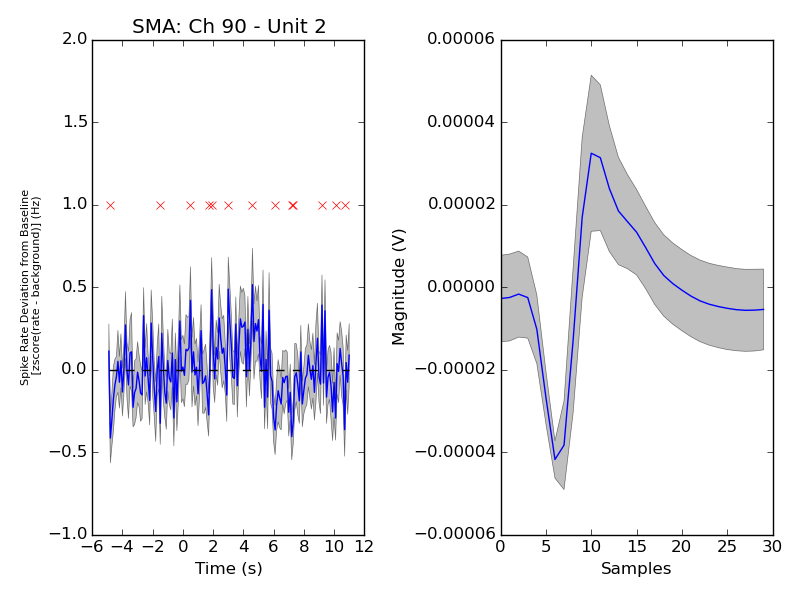 SMA: Ch 90 - Unit 2
Spike Rate Deviation from Baseline
[zscore(rate - background)] (Hz)
2.0
1.5
1.0
0.5
0.0
−0.5
−1.0
−6 −4 −2 0 2 4 6 8 10 12
Time (s)
Magnitude (V)
0.00006
0.00004
0.00002
0.00000
−0.00002
−0.00004
−0.00006
0 5 10 15 20 25 30
Samples